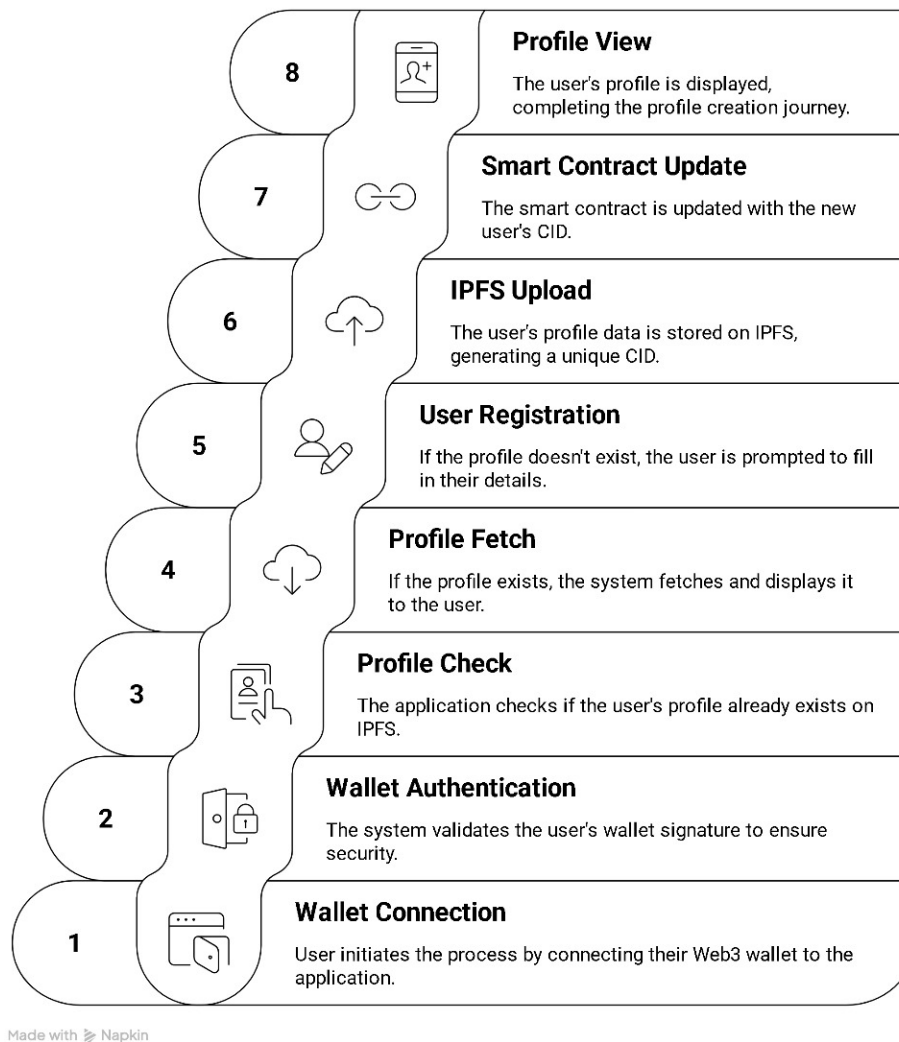 8
Profile View
The user's profile is displayed,
completing the profile creation journey.
7
Smart Contract Update
The smart contract is updated with the new
user's CID.
6
IPFS Upload
The user's profile data is stored on IPFS,
generating a unique CID.
5
User Registration
If the profile doesn't exist, the user is prompted to fill
in their details.
4
Profile Fetch
If the profile exists, the system fetches and displays it
to the user.
3
Profile Check
The application checks if the user's profile already exists on
IPFS.
2
Wallet Authentication
The system validates the user's wallet signature to ensure
security.
1
Wallet Connection
User initiates the process by connecting their Web3 wallet to the
application.
Made with Napkin